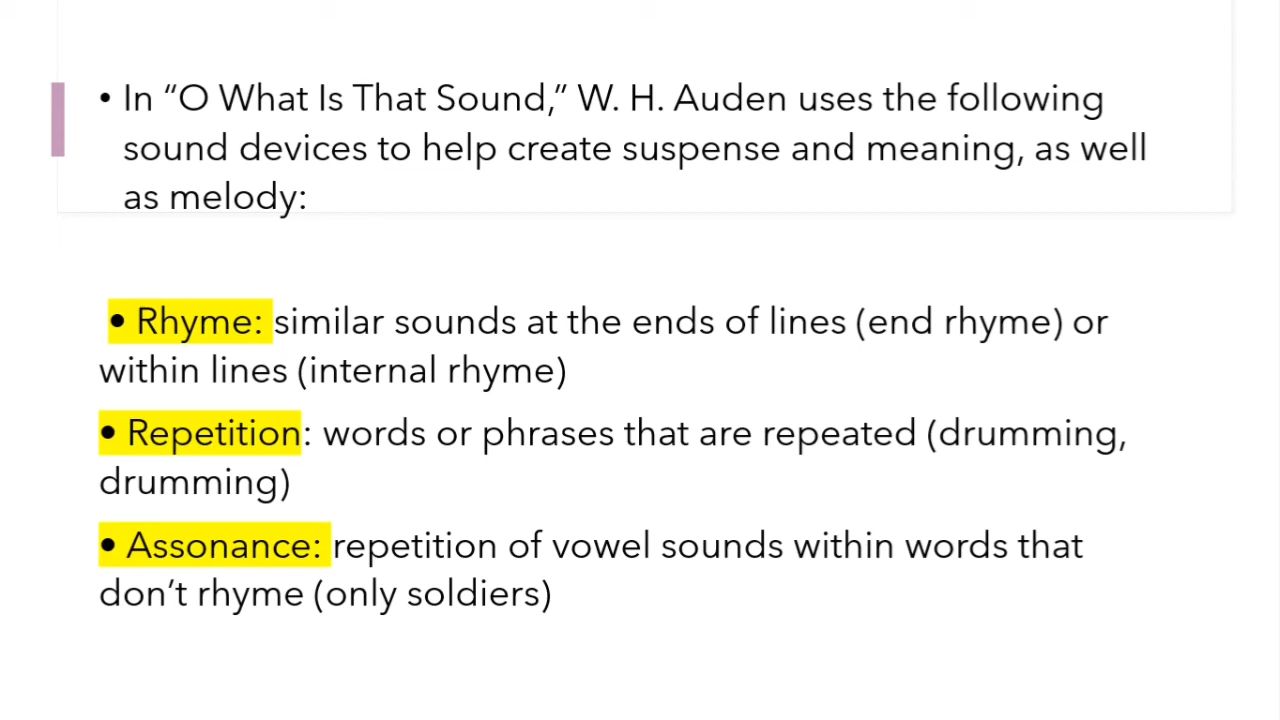 • In “O What Is That Sound,” W. H. Auden uses the following
sound devices to help create suspense and meaning, as well
as melody:
• Rhyme: similar sounds at the ends of lines (end rhyme) or
within lines (internal rhyme)
• Repetition: words or phrases that are repeated (drumming,
drumming)
• Assonance: repetition of vowel sounds within words that
don’t rhyme (only soldiers)